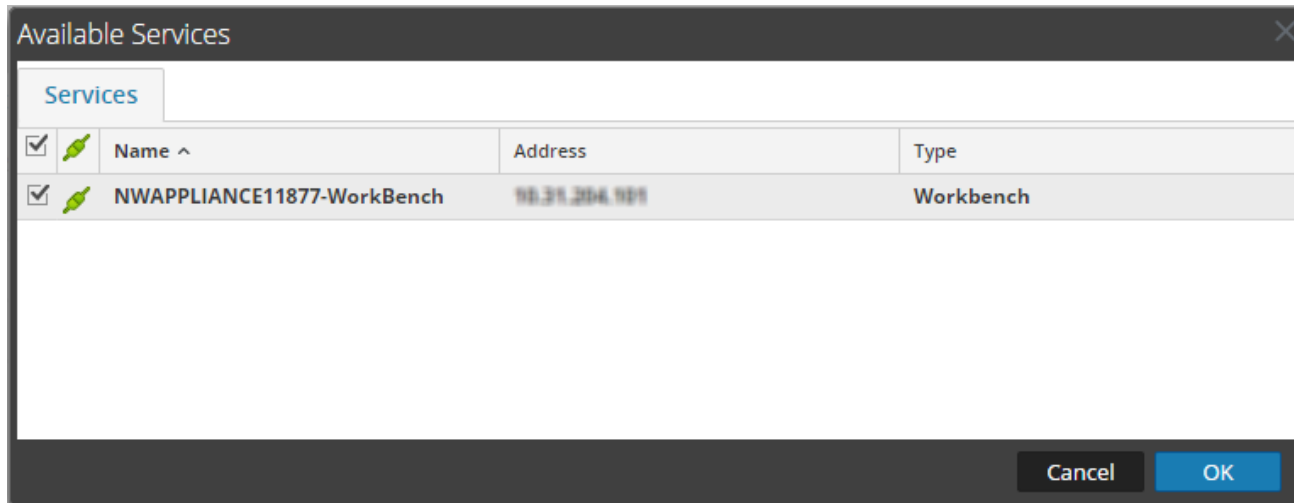 Available Services
Services
Name Address Type
NWAPPLIANCE11877-WorkBench Workbench
Cancel OK